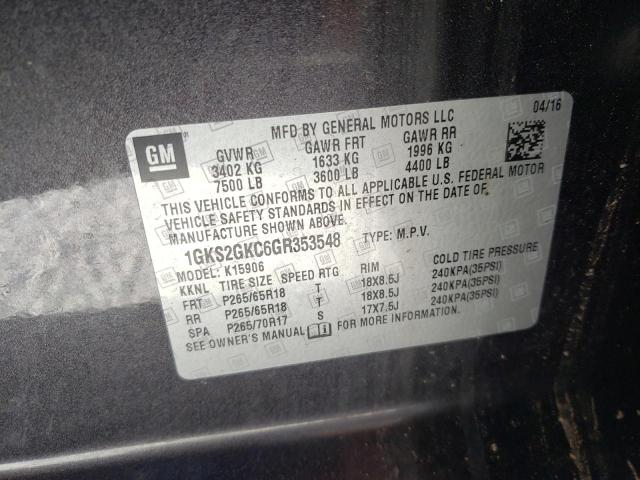 04/16
MFD BY GENERAL MOTORS LLC
GM
GVWR GAWR FRT GAWR RR
3402 KG 1633 KG 1996 KG
7500 LB 3600 LB 4400 LB
THIS VEHICLE CONFORMS TO ALL APPLICABLE U.S. FEDERAL MOTOR
VEHICLE SAFETY STANDARDS IN EFFECT ON THE DATE OF
MANUFACTURE SHOWN ABOVE.
1GKS2GKC6GR353548 TYPE: M.P.V.
MODEL: K15906
KKNL TIRE SIZE SPEED RTG RIM COLD TIRE PRESSURE
FRT P265/65R18 T 18X8.5J 240KPA(35PSI)
RR P265/65R18 T 18X8.5J 240KPA(35PSI)
SPA P265/70R17 S 17X7.5J 240KPA(35PSI)
SEE OWNER'S MANUAL FOR MORE INFORMATION.